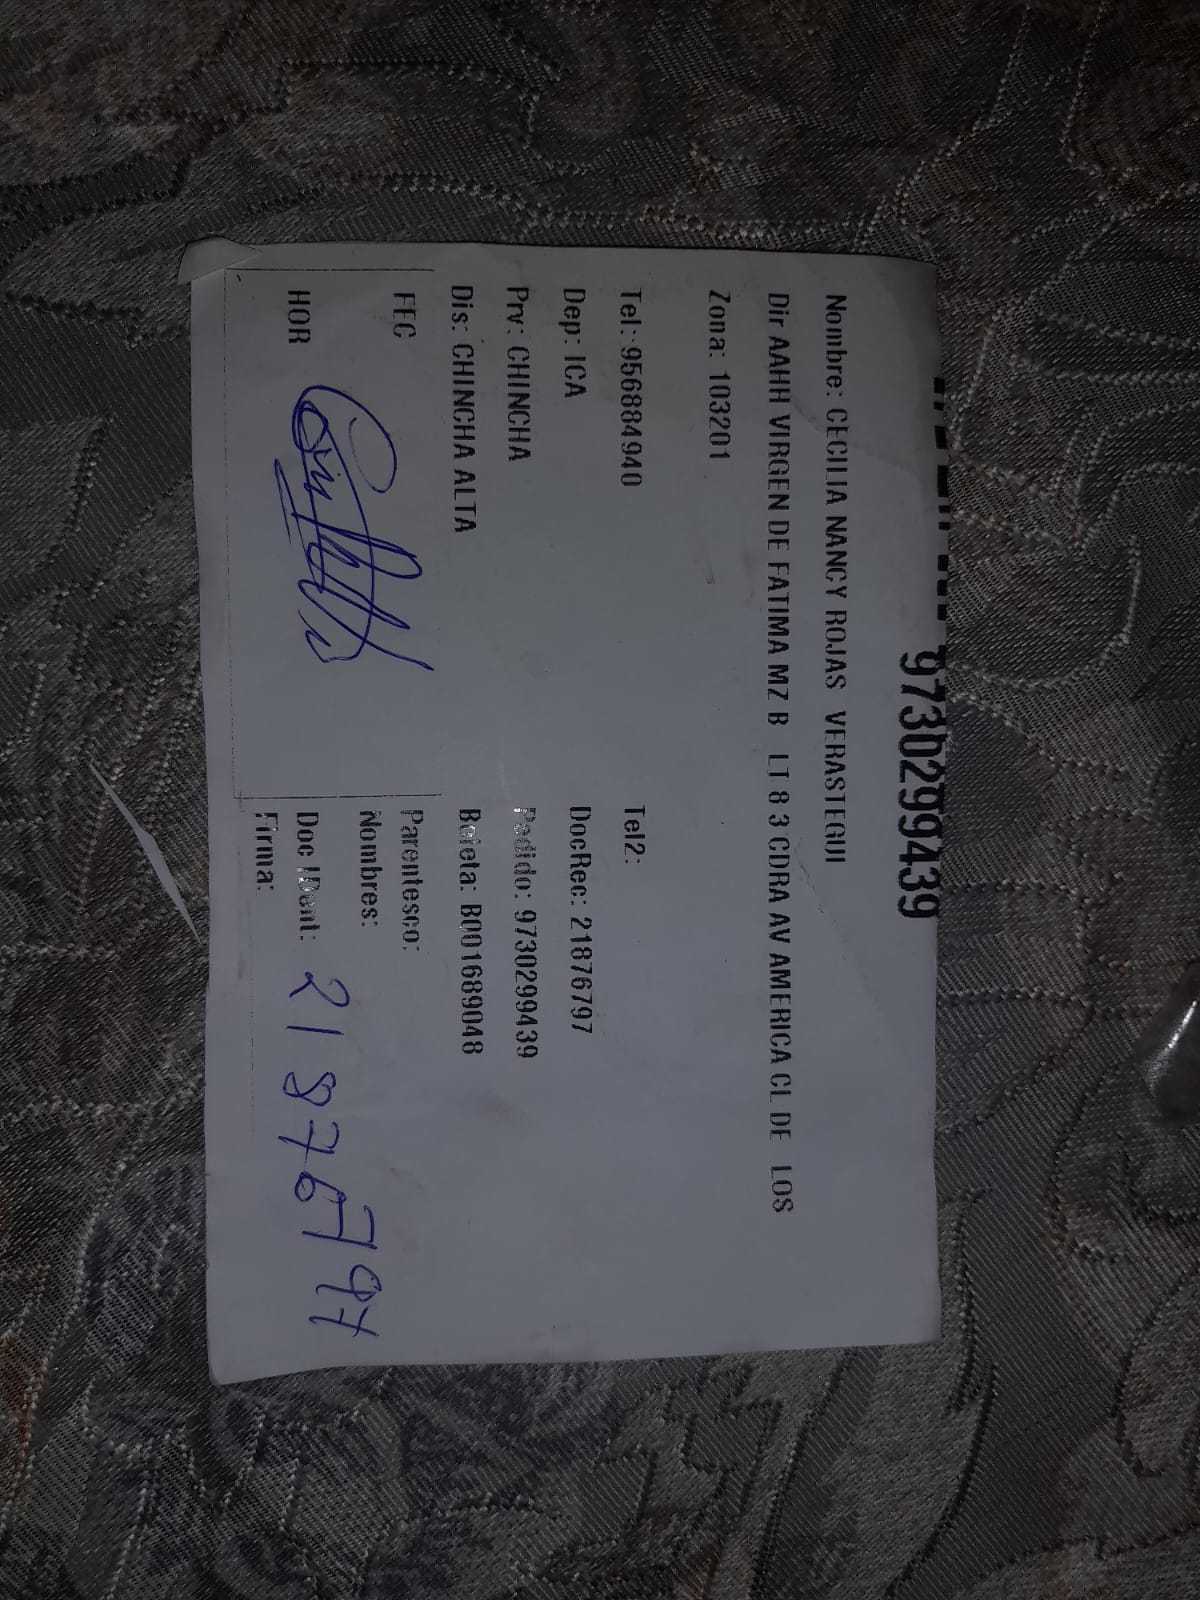 9730299439
Nombre: CECILIA NANCY ROJAS VERASTEGUI
Dir AAHH VIRGEN DE FATIMA MZ B LT 8 3 CDRA AV AMERICA CL DE LOS
Zona: 103201
Tel: 956884940 Tel2:
Dep: ICA DocRec: 21876797
Prv: CHINCHA Pedido: 9730299439
Dis: CHINCHA ALTA Boleta: B001689048
FEC Parentesco:
Nombres:
HOR Doc IDent: 21876797
Firma: